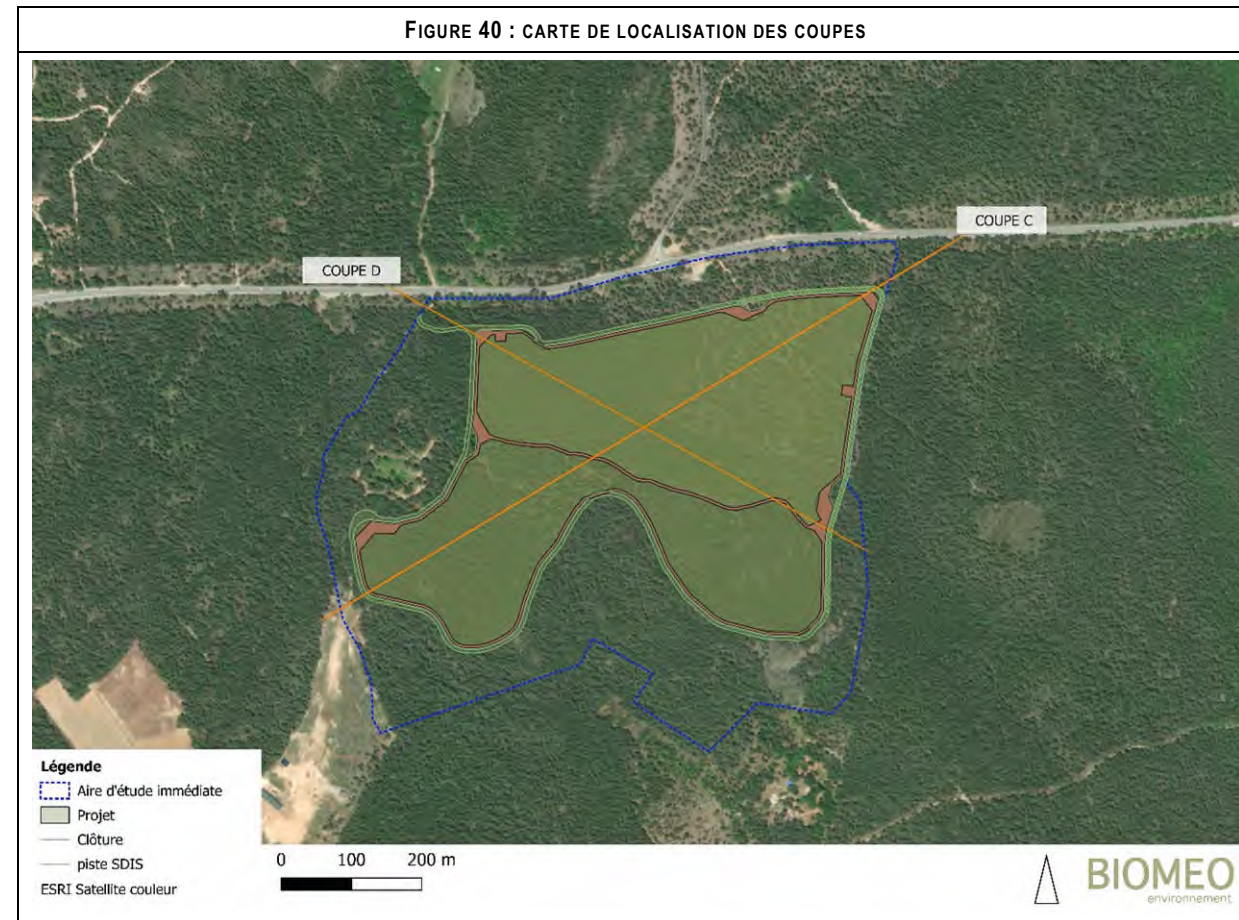 FIGURE 40 : CARTE DE LOCALISATION DES COUPES
COUPE C
COUPE D
Légende
Aire d'étude immédiate
Projet
Clôture
piste SDIS
ESRI Satellite couleur
0 100 200 m
BIOMEO
environnement